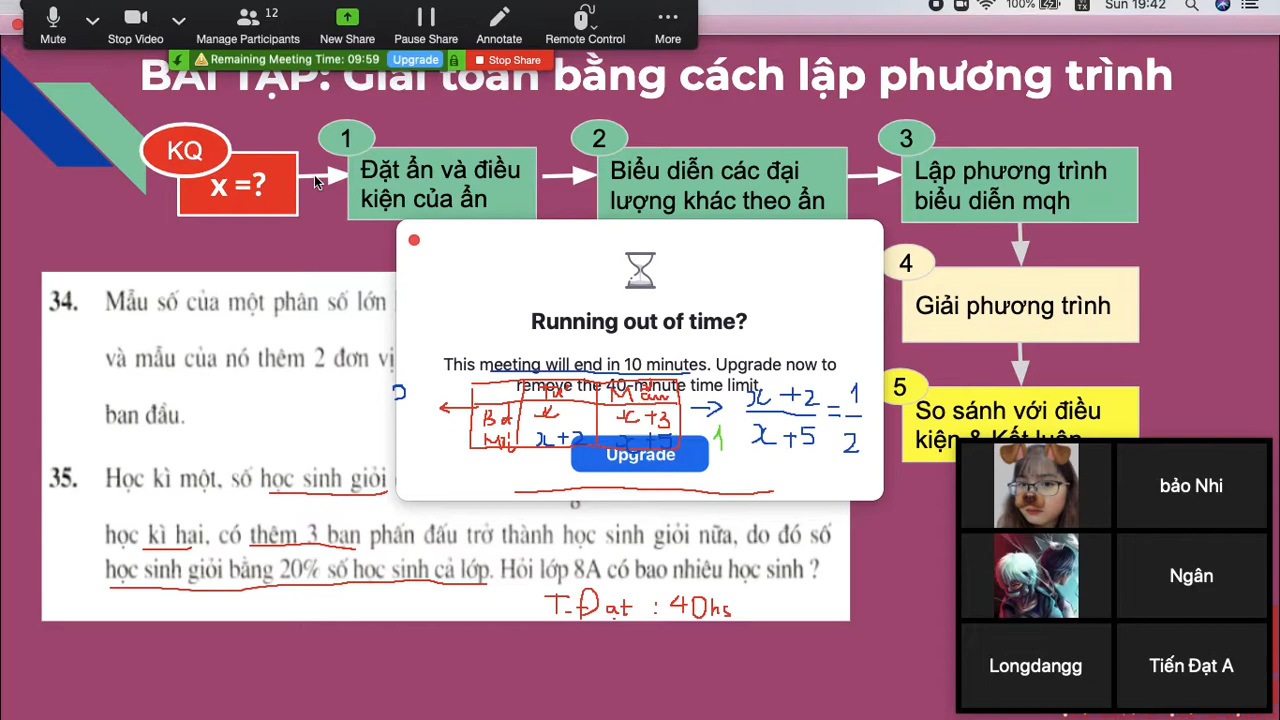 100%
Sun 19:42
12
Mute
Stop Video
Manage Participants
New Share
Pause Share
Annotate
Remote Control
More
Remaining Meeting Time: 09:59
Upgrade
Stop Share
BÀI TẬP: Giải toán bằng cách lập phương trình
KQ
x =?
1
Đặt ẩn và điều
kiện của ẩn
2
Biểu diễn các đại
lượng khác theo ẩn
3
Lập phương trình
biểu diễn mqh
4
Giải phương trình
5
So sánh với điều
kiện & Kết luận
Running out of time?
This meeting will end in 10 minutes. Upgrade now to
remove the 40-minute time limit.
Upgrade
x x+3
x+2 x+5
1
x+2
x+5
=
1
2
34. Mẫu số của một phân số lớn
và mẫu của nó thêm 2 đơn vị
ban đầu.
35. Học kì một, số học sinh giỏi
học kì hai, có thêm 3 bạn phấn đấu trở thành học sinh giỏi nữa, do đó số
học sinh giỏi bằng 20% số học sinh cả lớp. Hỏi lớp 8A có bao nhiêu học sinh ?
T-Đạt : 40hs
bảo Nhi
Ngân
Longdangg
Tiến Đạt A